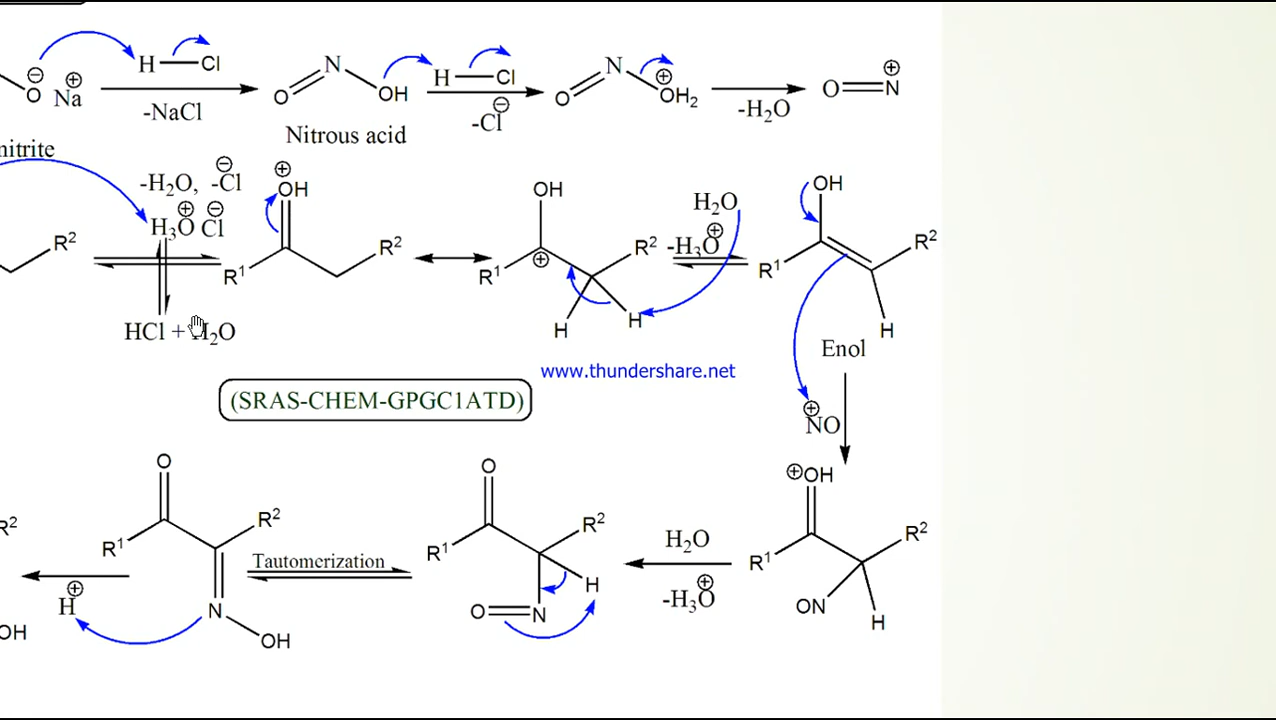 O⊖ Na⊕ H Cl -NaCl O N OH H Cl -Cl⊖ O N ⊕OH2 -H2O O N⊕
Nitrous acid
nitrite
-H2O, -Cl⊖ ⊕OH OH H2O OH
H3O⊕ Cl⊖ R2 R1 R2 R1 ⊕ R2 -H3O⊕ R1 R2
HCl + H2O H H H
Enol
www.thundershare.net
(SRAS-CHEM-GPGC1ATD)
⊕NO
O O ⊕OH
R2 R1 R2 R1 R2 H2O R1 R2
Tautomerization
H⊕ N H -H3O⊕ ON
OH OH O N H